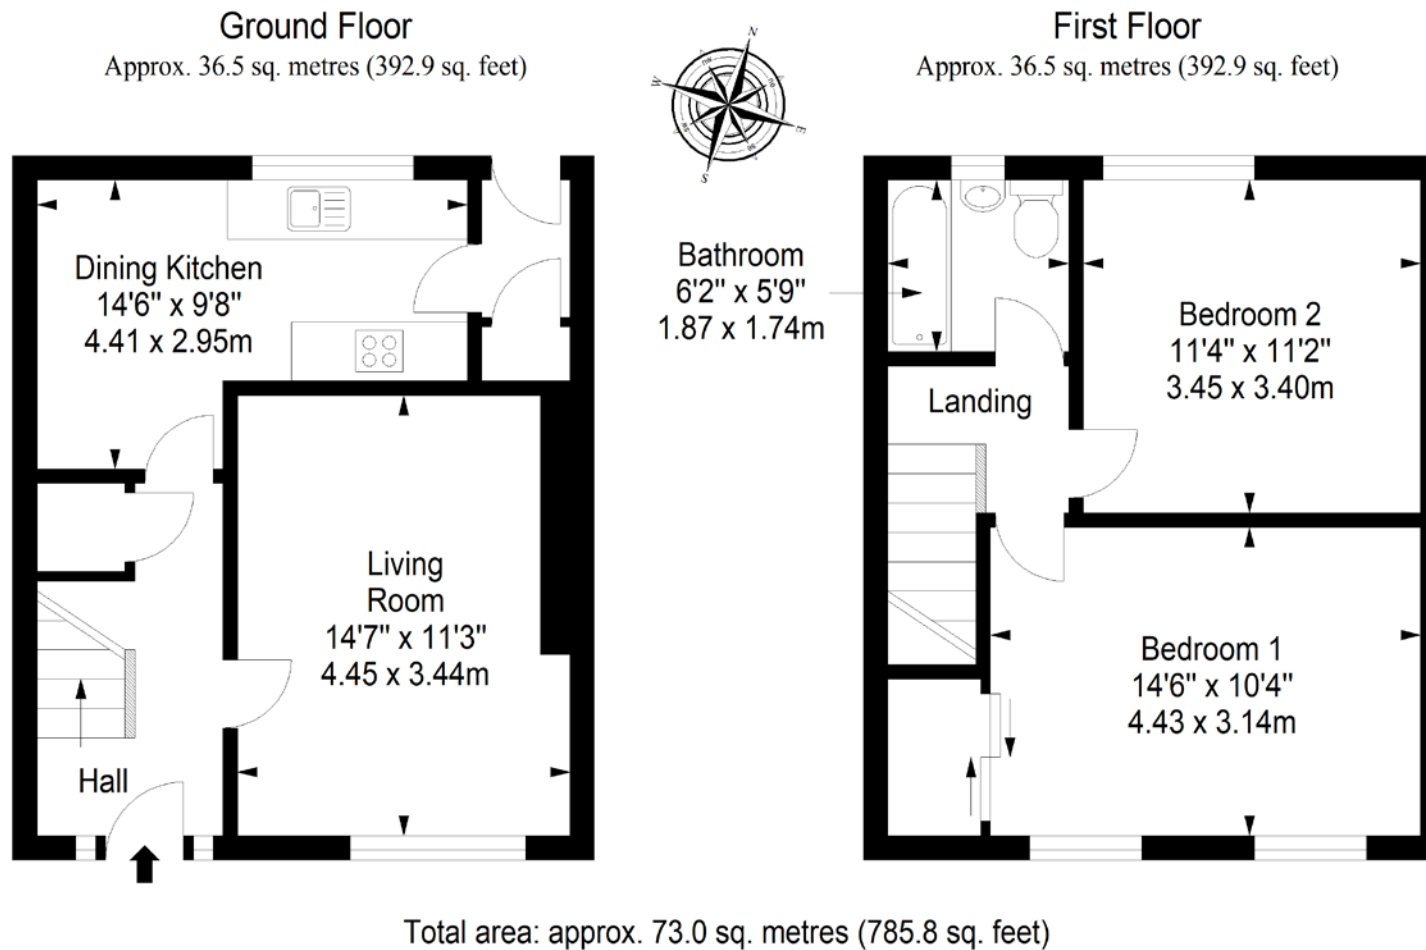 Ground Floor
Approx. 36.5 sq. metres (392.9 sq. feet)
First Floor
Approx. 36.5 sq. metres (392.9 sq. feet)
N
W
E
S
Dining Kitchen
14'6" x 9'8"
4.41 x 2.95m
Living
Room
14'7" x 11'3"
4.45 x 3.44m
Hall
Bathroom
6'2" x 5'9"
1.87 x 1.74m
Landing
Bedroom 2
11'4" x 11'2"
3.45 x 3.40m
Bedroom 1
14'6" x 10'4"
4.43 x 3.14m
Total area: approx. 73.0 sq. metres (785.8 sq. feet)